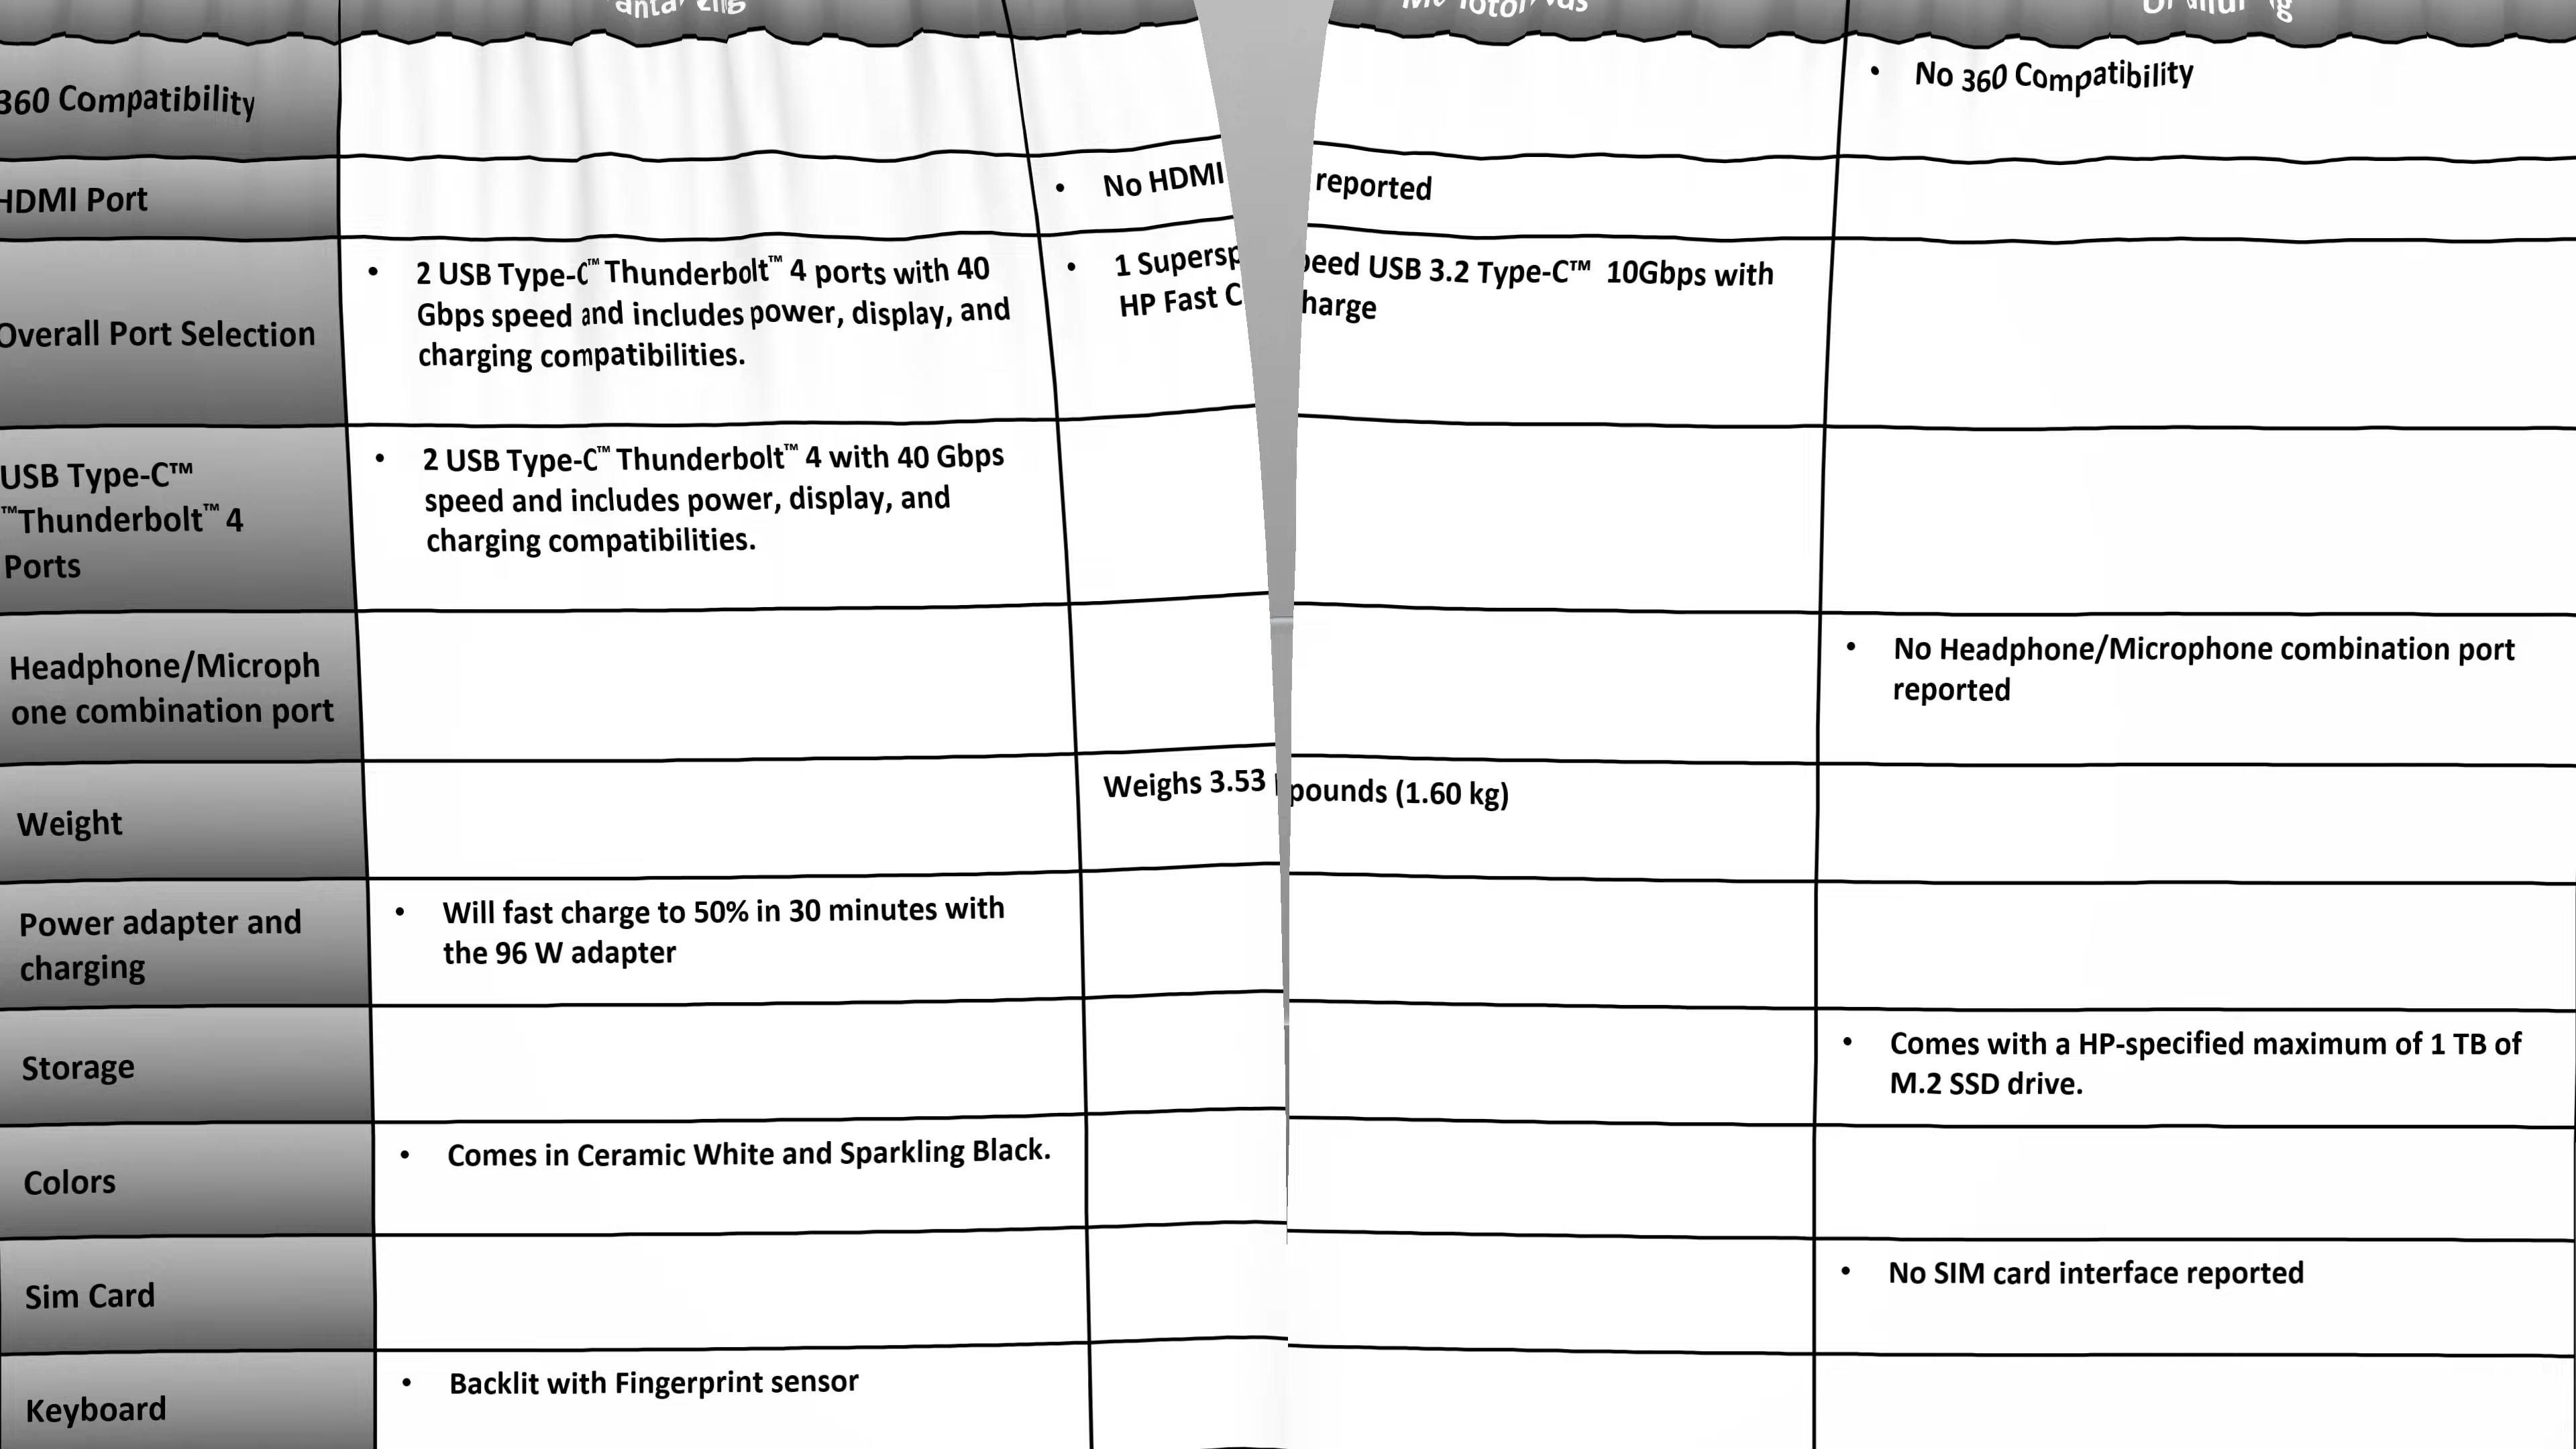 360 Compatibility
No 360 Compatibility
HDMI Port
No HDMI reported
Overall Port Selection
2 USB Type-C™ Thunderbolt™ 4 ports with 40
Gbps speed and includes power, display, and
charging compatibilities.
1 Superspeed USB 3.2 Type-C™ 10Gbps with
HP Fast Charge
USB Type-C™
™Thunderbolt™ 4
Ports
2 USB Type-C™ Thunderbolt™ 4 with 40 Gbps
speed and includes power, display, and
charging compatibilities.
Headphone/Microph
one combination port
No Headphone/Microphone combination port
reported
Weight
Weighs 3.53 pounds (1.60 kg)
Power adapter and
charging
Will fast charge to 50% in 30 minutes with
the 96 W adapter
Storage
Comes with a HP-specified maximum of 1 TB of
M.2 SSD drive.
Colors
Comes in Ceramic White and Sparkling Black.
Sim Card
No SIM card interface reported
Keyboard
Backlit with Fingerprint sensor